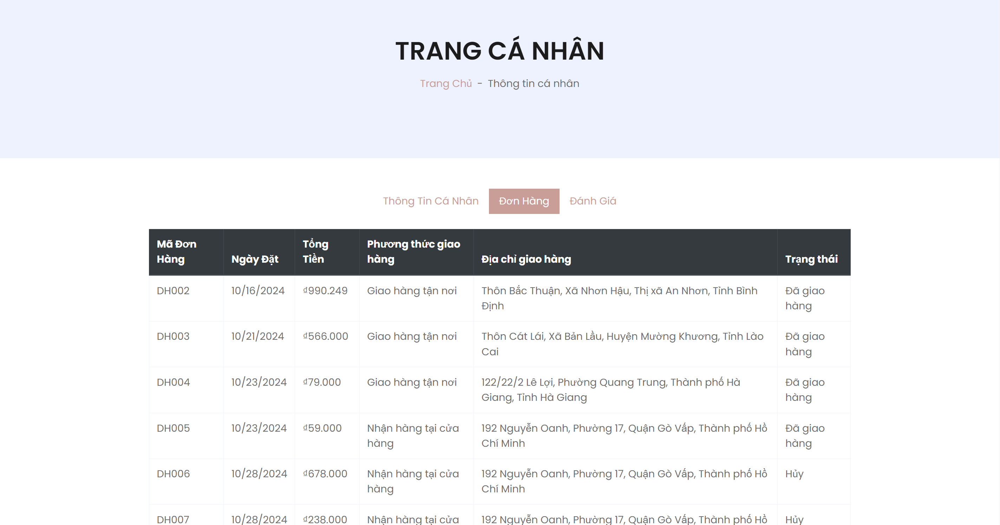 TRANG CÁ NHÂN
Trang Chủ - Thông tin cá nhân
Thông Tin Cá Nhân Đơn Hàng Đánh Giá
Mã Đơn Hàng Ngày Đặt Tổng Tiền Phương thức giao hàng Địa chỉ giao hàng Trạng thái
DH002 10/16/2024 ₫990.249 Giao hàng tận nơi Thôn Bắc Thuận, Xã Nhơn Hậu, Thị xã An Nhơn, Tỉnh Bình Định Đã giao hàng
DH003 10/21/2024 ₫566.000 Giao hàng tận nơi Thôn Cát Lái, Xã Bản Lầu, Huyện Mường Khương, Tỉnh Lào Cai Đã giao hàng
DH004 10/23/2024 ₫79.000 Giao hàng tận nơi 122/22/2 Lê Lợi, Phường Quang Trung, Thành phố Hà Giang, Tỉnh Hà Giang Đã giao hàng
DH005 10/23/2024 ₫59.000 Nhận hàng tại cửa hàng 192 Nguyễn Oanh, Phường 17, Quận Gò Vấp, Thành phố Hồ Chí Minh Đã giao hàng
DH006 10/28/2024 ₫678.000 Nhận hàng tại cửa hàng 192 Nguyễn Oanh, Phường 17, Quận Gò Vấp, Thành phố Hồ Chí Minh Hủy
DH007 10/28/2024 ₫238.000 Nhận hàng tại cửa 192 Nguyễn Oanh, Phường 17, Quận Gò Vấp, Thành phố Hồ Hủy